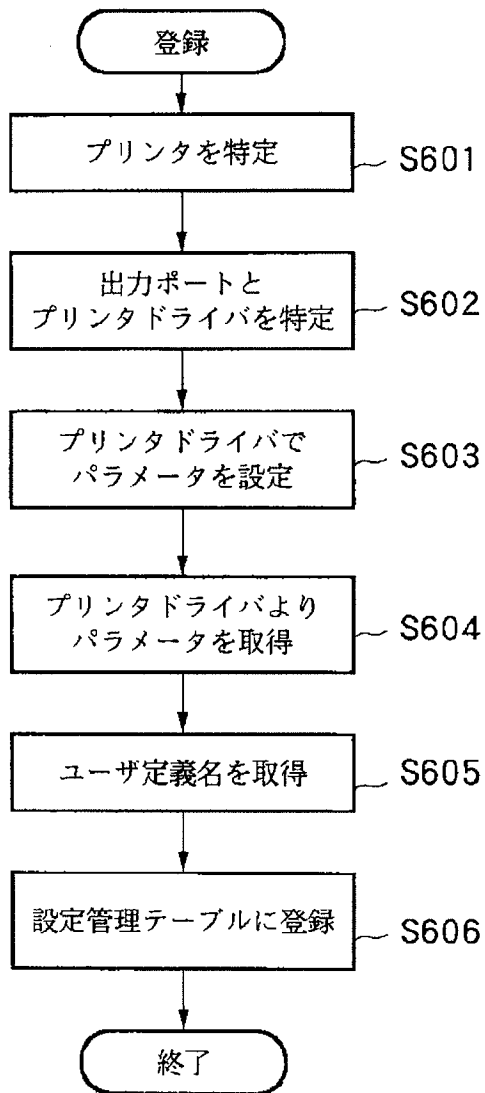 登録
プリンタを特定
S601
出力ポートと
プリンタドライバを特定
S602
プリンタドライバで
パラメータを設定
S603
プリンタドライバより
パラメータを取得
S604
ユーザ定義名を取得
S605
設定管理テーブルに登録
S606
終了